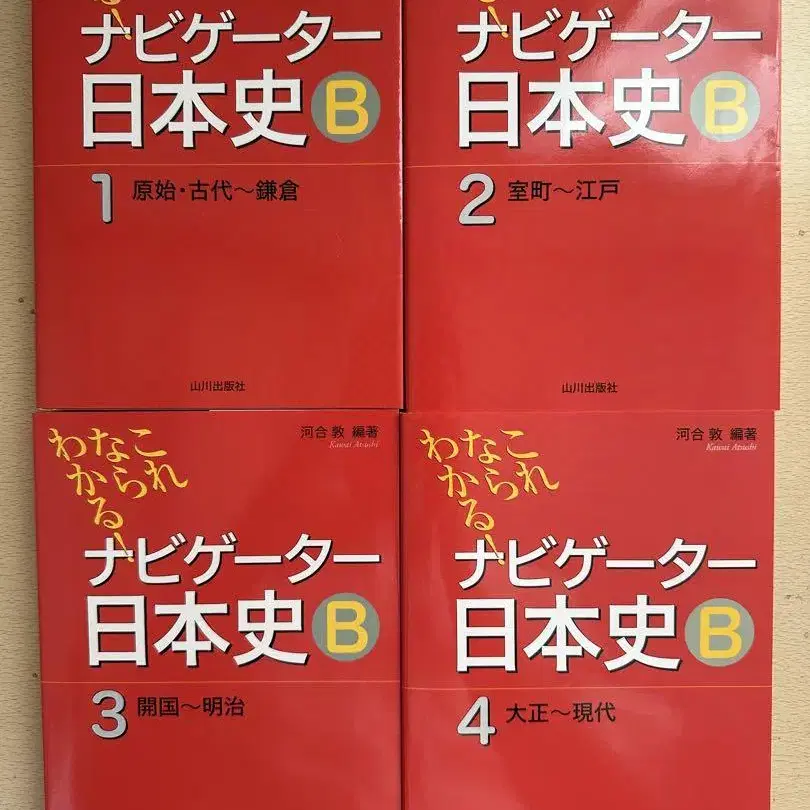 る!
ナビゲーター
日本史B
1 原始・古代～鎌倉
山川出版社
ナビゲーター
日本史B
2 室町～江戸
山川出版社
河合 敦 編著
Kawai Atsushi
これ
なら
わかる!
ナビゲーター
日本史B
3 開国～明治
河合 敦 編著
Kawai Atsushi
これ
なら
わかる!
ナビゲーター
日本史B
4 大正～現代